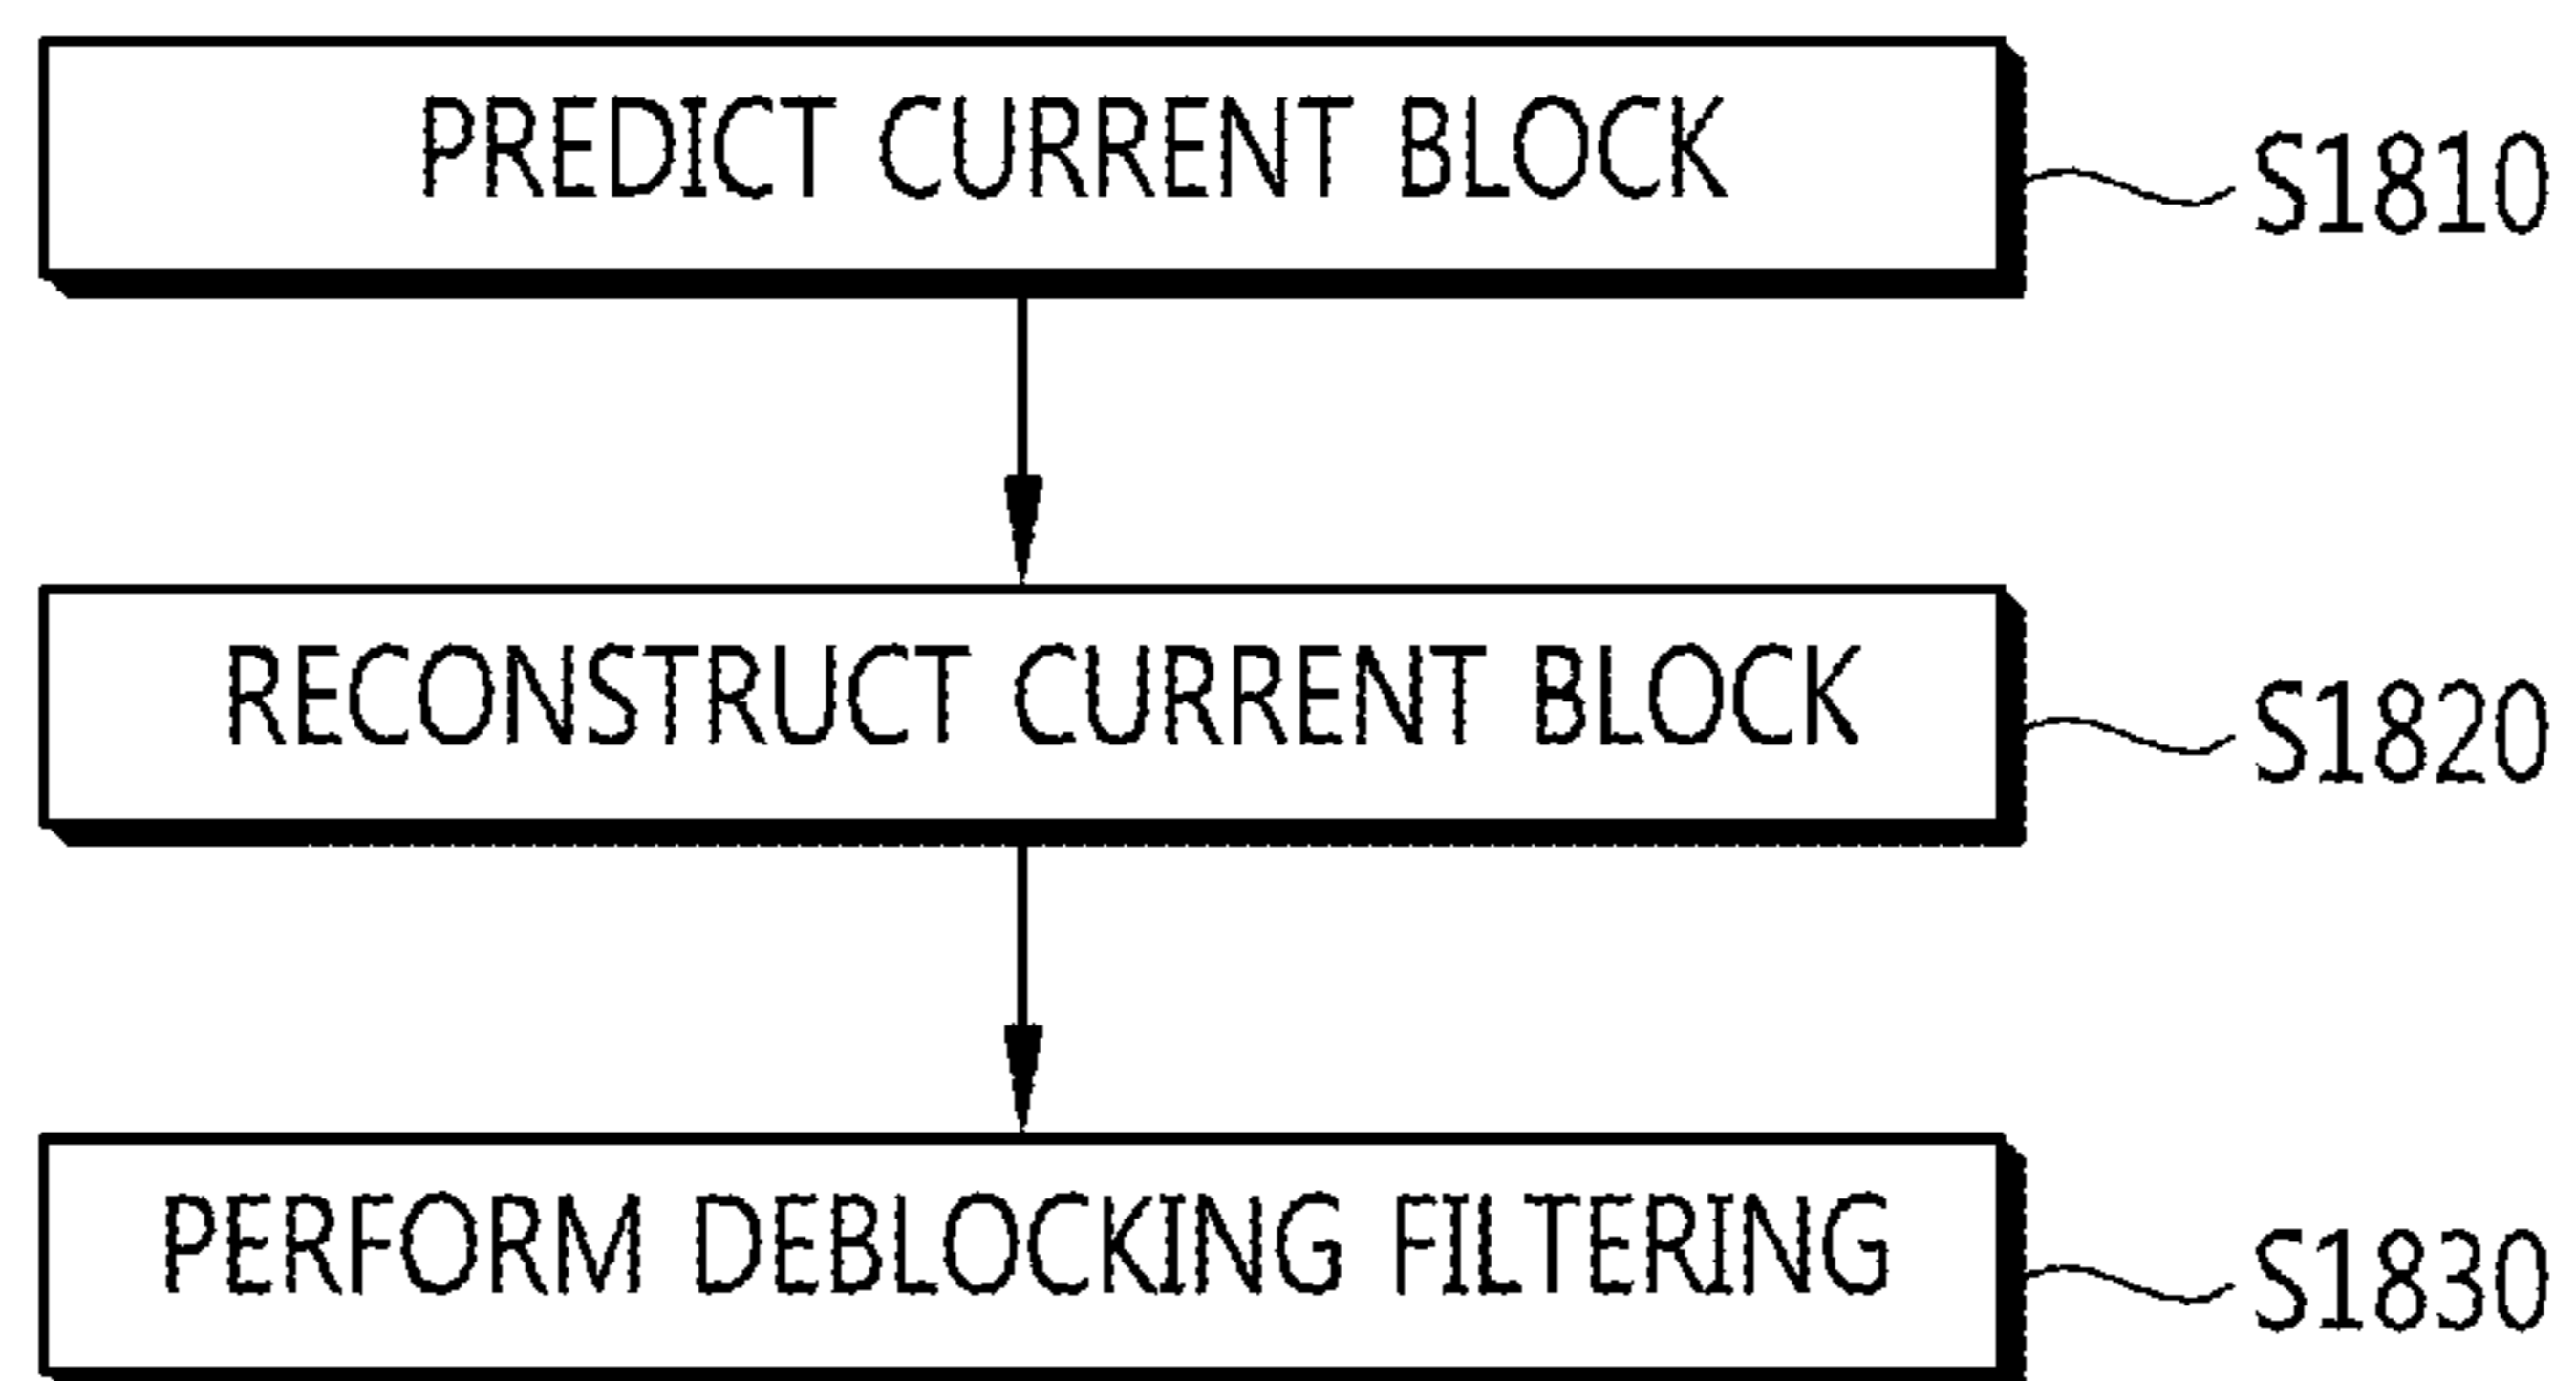 PREDICT CURRENT BLOCK
S1810
RECONSTRUCT CURRENT BLOCK
S1820
PERFORM DEBLOCKING FILTERING
S1830